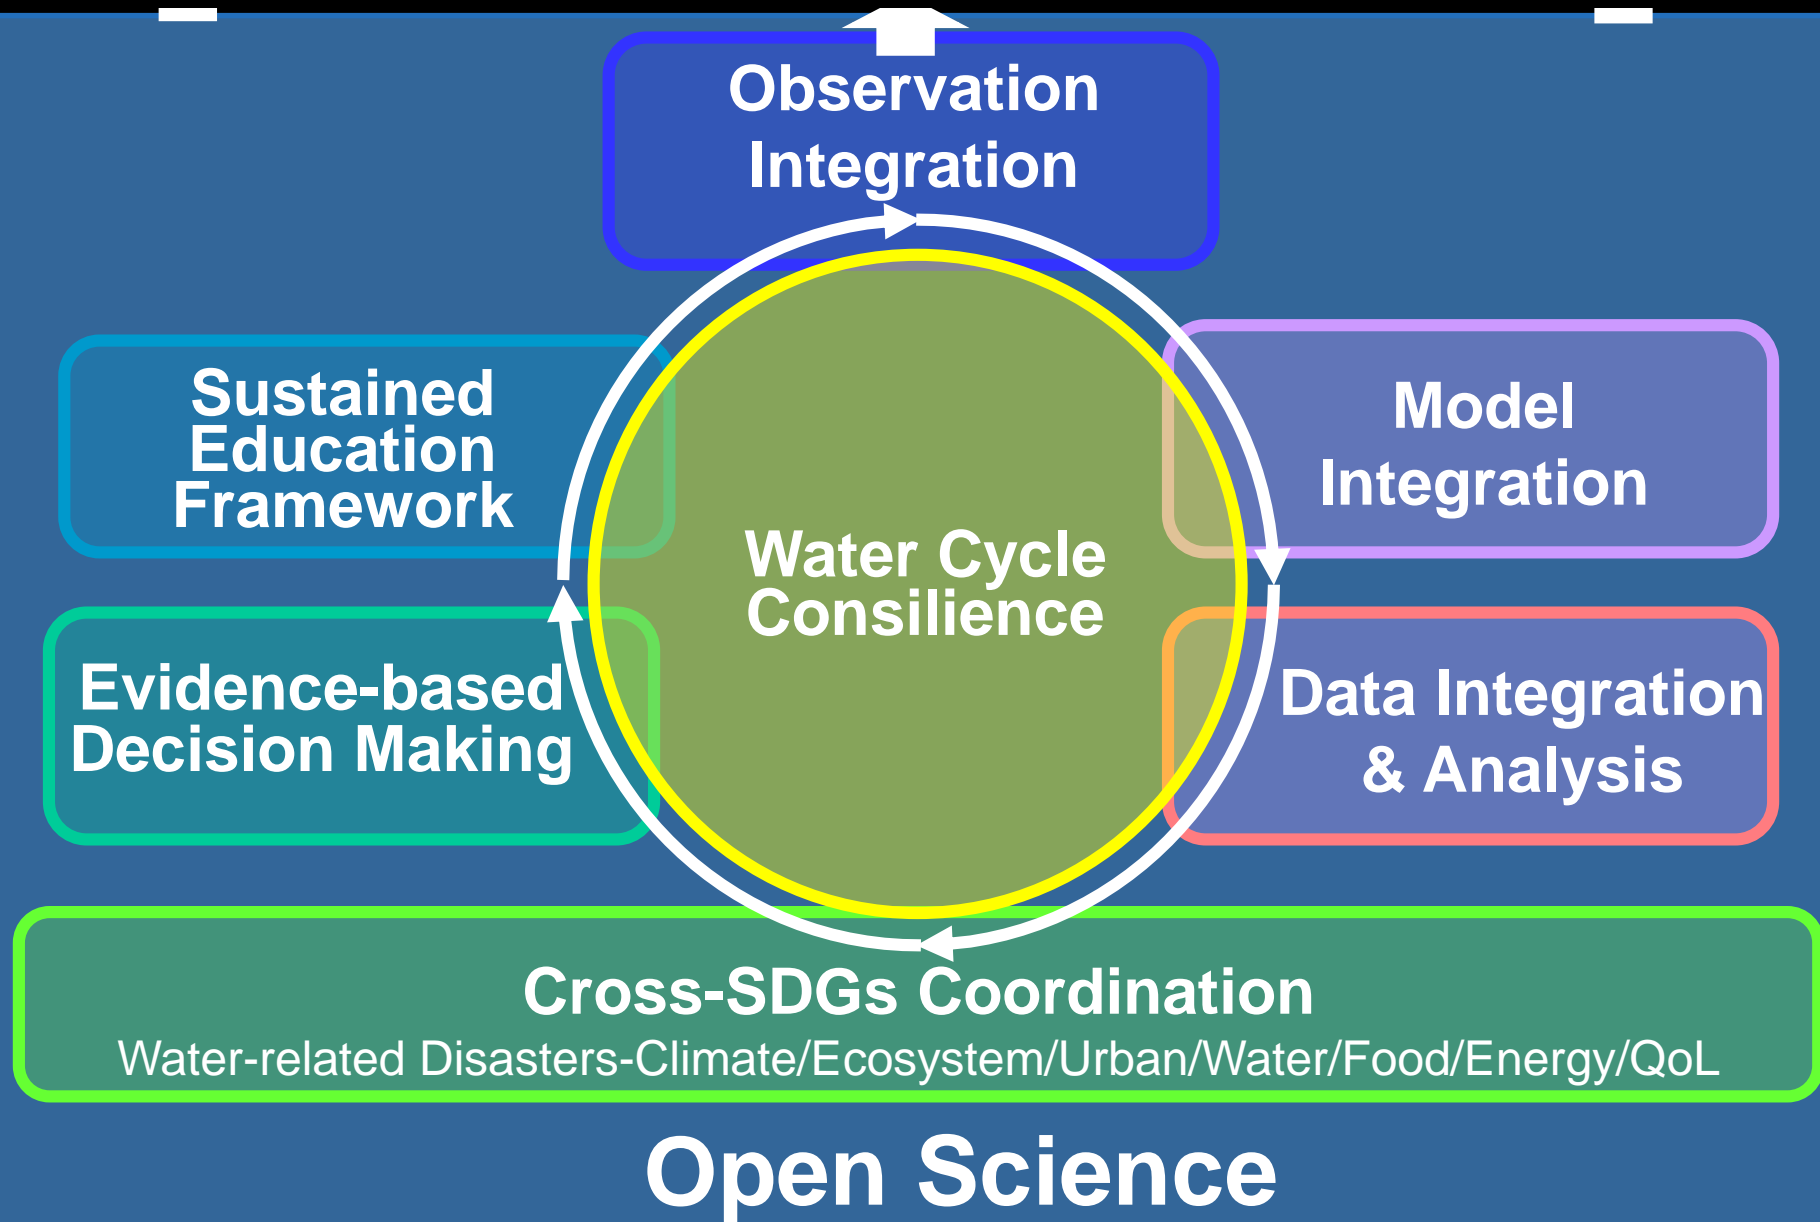 Observation
Integration
Sustained
Education
Framework
Model
Integration
Water Cycle
Consilience
Evidence-based
Decision Making
Data Integration
& Analysis
Cross-SDGs Coordination
Water-related Disasters-Climate/Ecosystem/Urban/Water/Food/Energy/QoL
Open Science